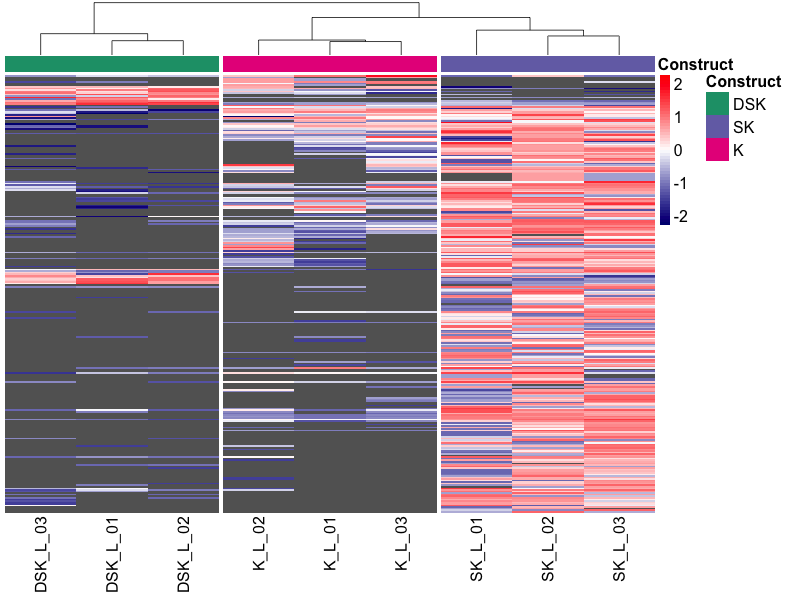 Construct
2
1
0
-1
-2
Construct
DSK
SK
K
DSK_L_03
DSK_L_01
DSK_L_02
K_L_02
K_L_01
K_L_03
SK_L_01
SK_L_02
SK_L_03